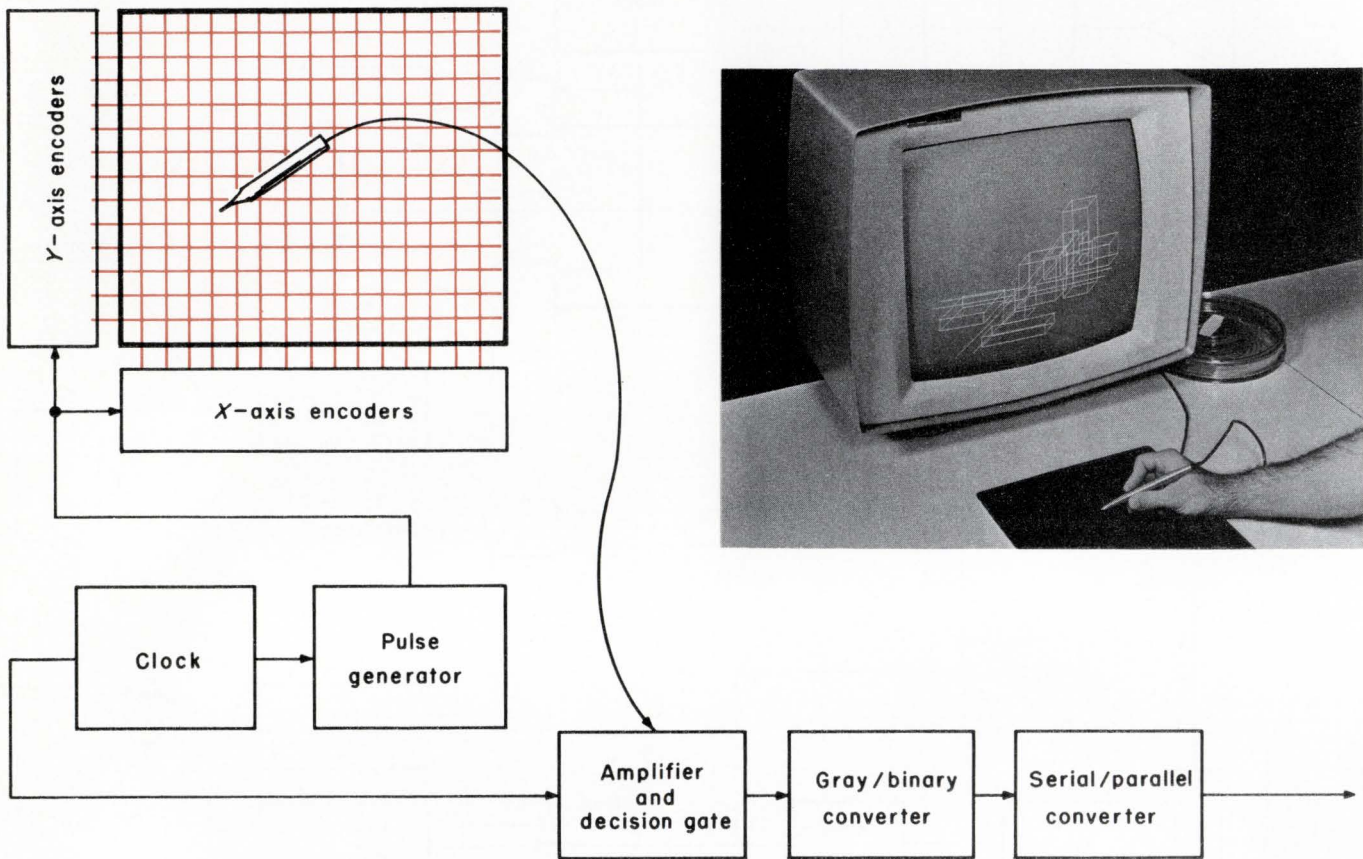 Y-axis encoders
X-axis encoders
Clock
Pulse
generator
Amplifier
and
decision gate
Gray/binary
converter
Serial/parallel
converter